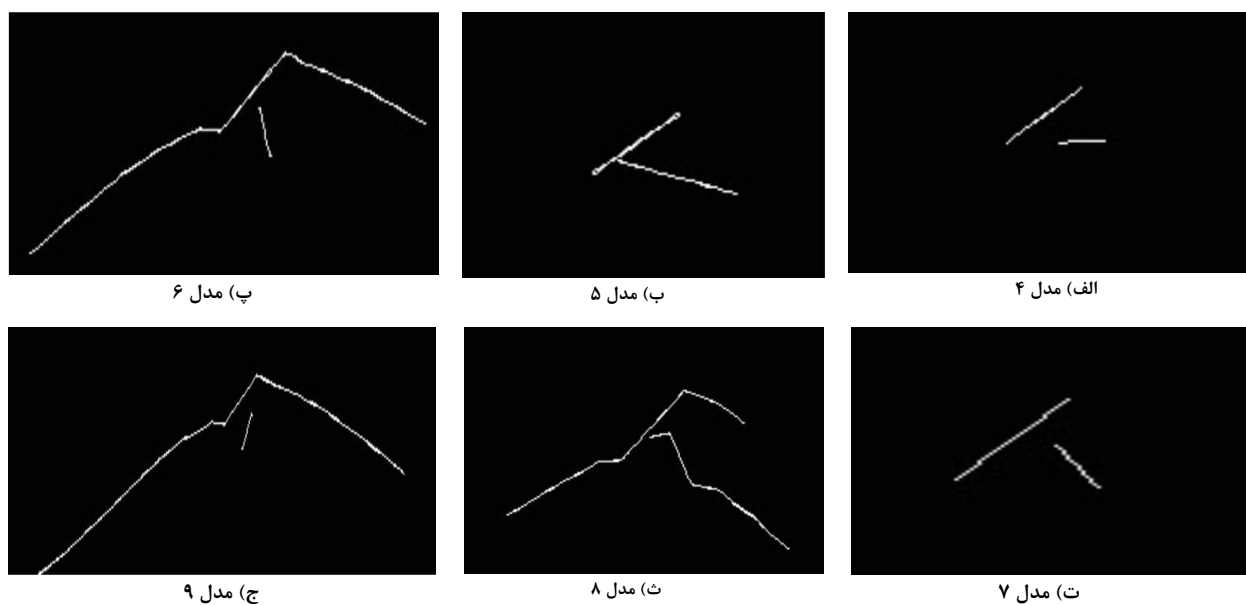 الف) مدل ۴
ب) مدل ۵
پ) مدل ۶
ت) مدل ۷
ث) مدل ۸
ج) مدل ۹